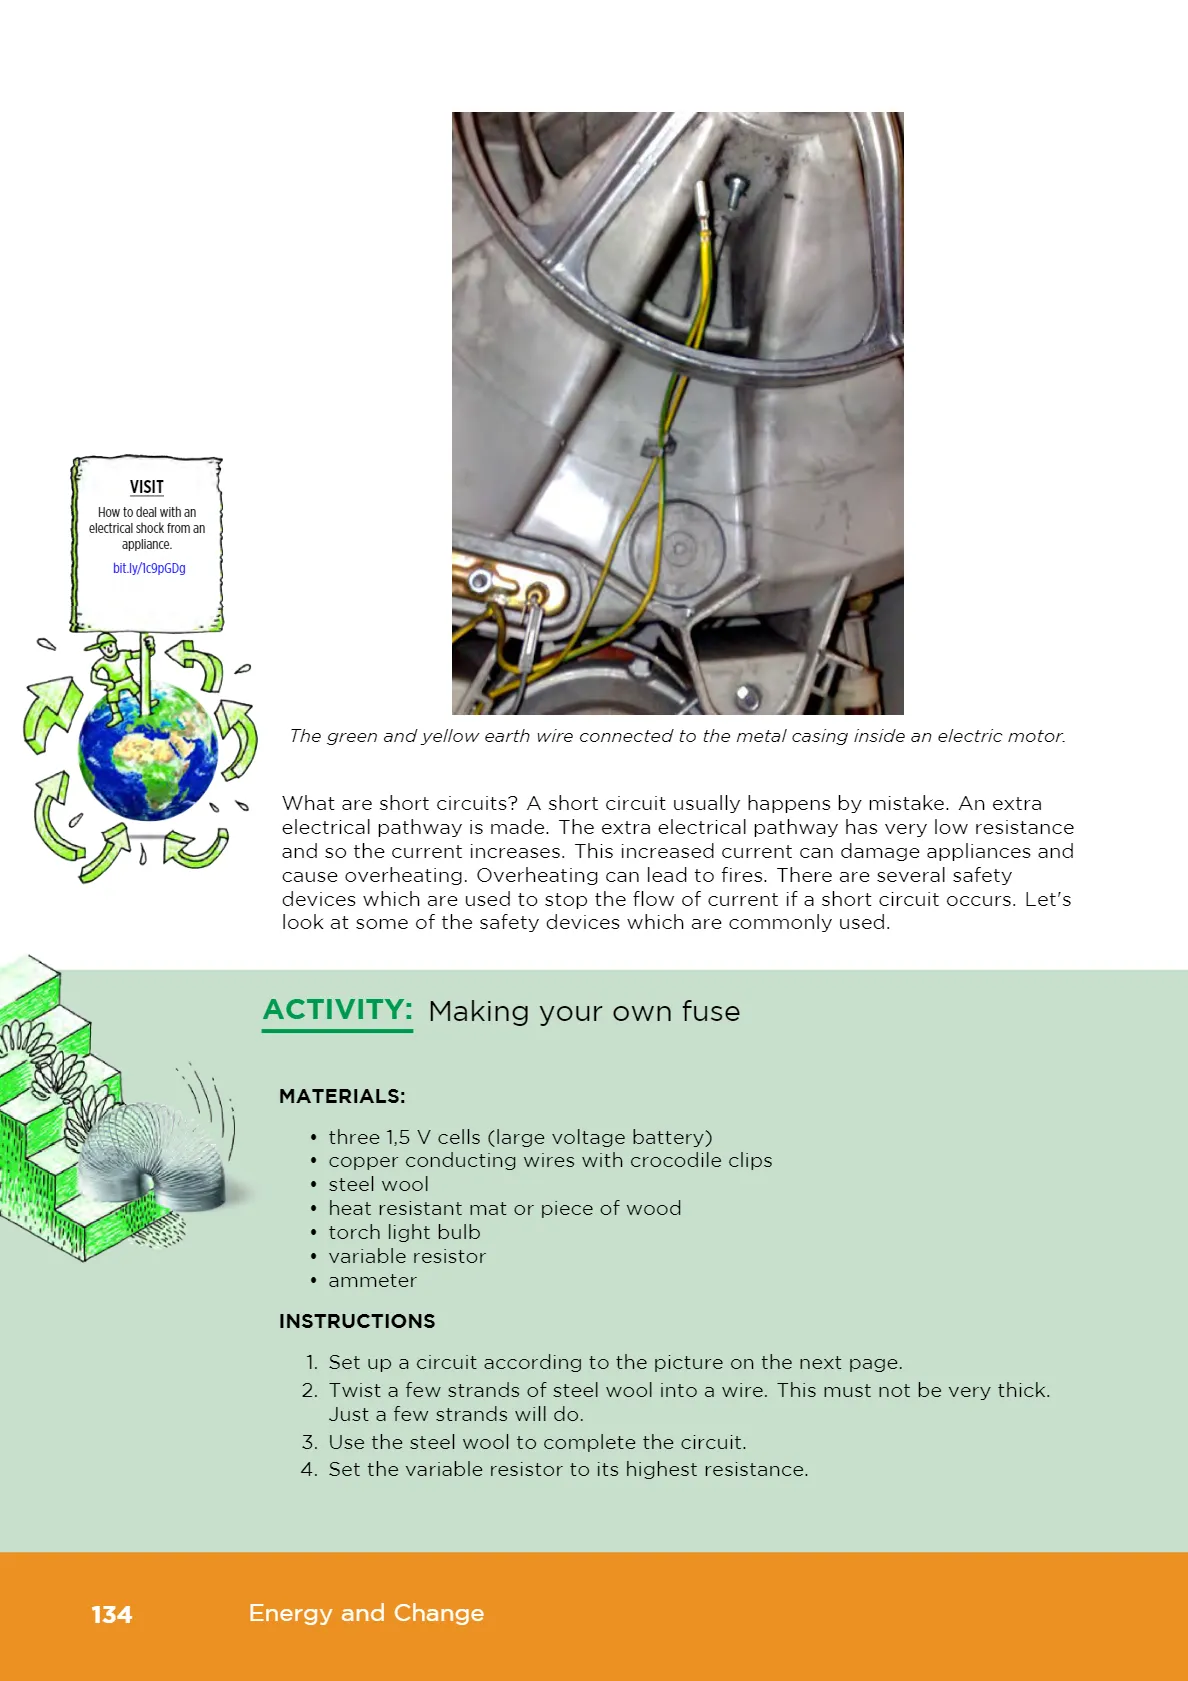 VISIT
How to deal with an
electrical shock from an
appliance.
bit.ly/1c9pGDg
The green and yellow earth wire connected to the metal casing inside an electric motor.
What are short circuits? A short circuit usually happens by mistake. An extra
electrical pathway is made. The extra electrical pathway has very low resistance
and so the current increases. This increased current can damage appliances and
cause overheating. Overheating can lead to fires. There are several safety
devices which are used to stop the flow of current if a short circuit occurs. Let's
look at some of the safety devices which are commonly used.
ACTIVITY: Making your own fuse
MATERIALS:
• three 1,5 V cells (large voltage battery)
• copper conducting wires with crocodile clips
• steel wool
• heat resistant mat or piece of wood
• torch light bulb
• variable resistor
• ammeter
INSTRUCTIONS
1. Set up a circuit according to the picture on the next page.
2. Twist a few strands of steel wool into a wire. This must not be very thick.
Just a few strands will do.
3. Use the steel wool to complete the circuit.
4. Set the variable resistor to its highest resistance.
134 Energy and Change